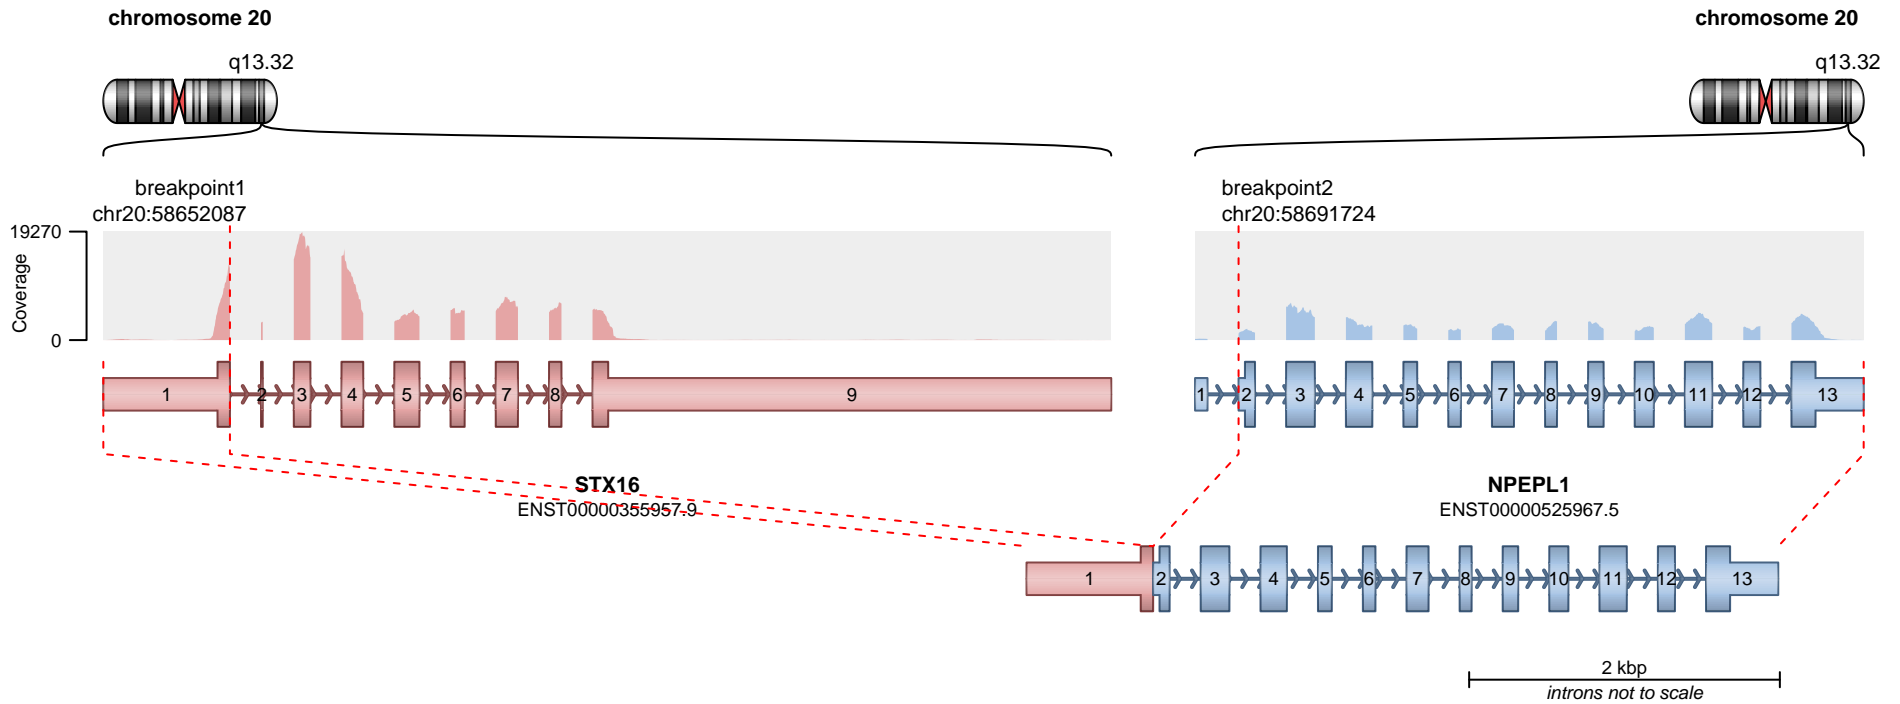 chromosome 20
chromosome 20
q13.32
q13.32
breakpoint1
chr20:58652087
breakpoint2
chr20:58691724
19270
Coverage
0
1 2 3 4 5 6 7 8 9
1 2 3 4 5 6 7 8 9 10 11 12 13
STX16
ENST00000355957.9
NPEPL1
ENST00000525967.5
1 2 3 4 5 6 7 8 9 10 11 12 13
2 kbp
introns not to scale